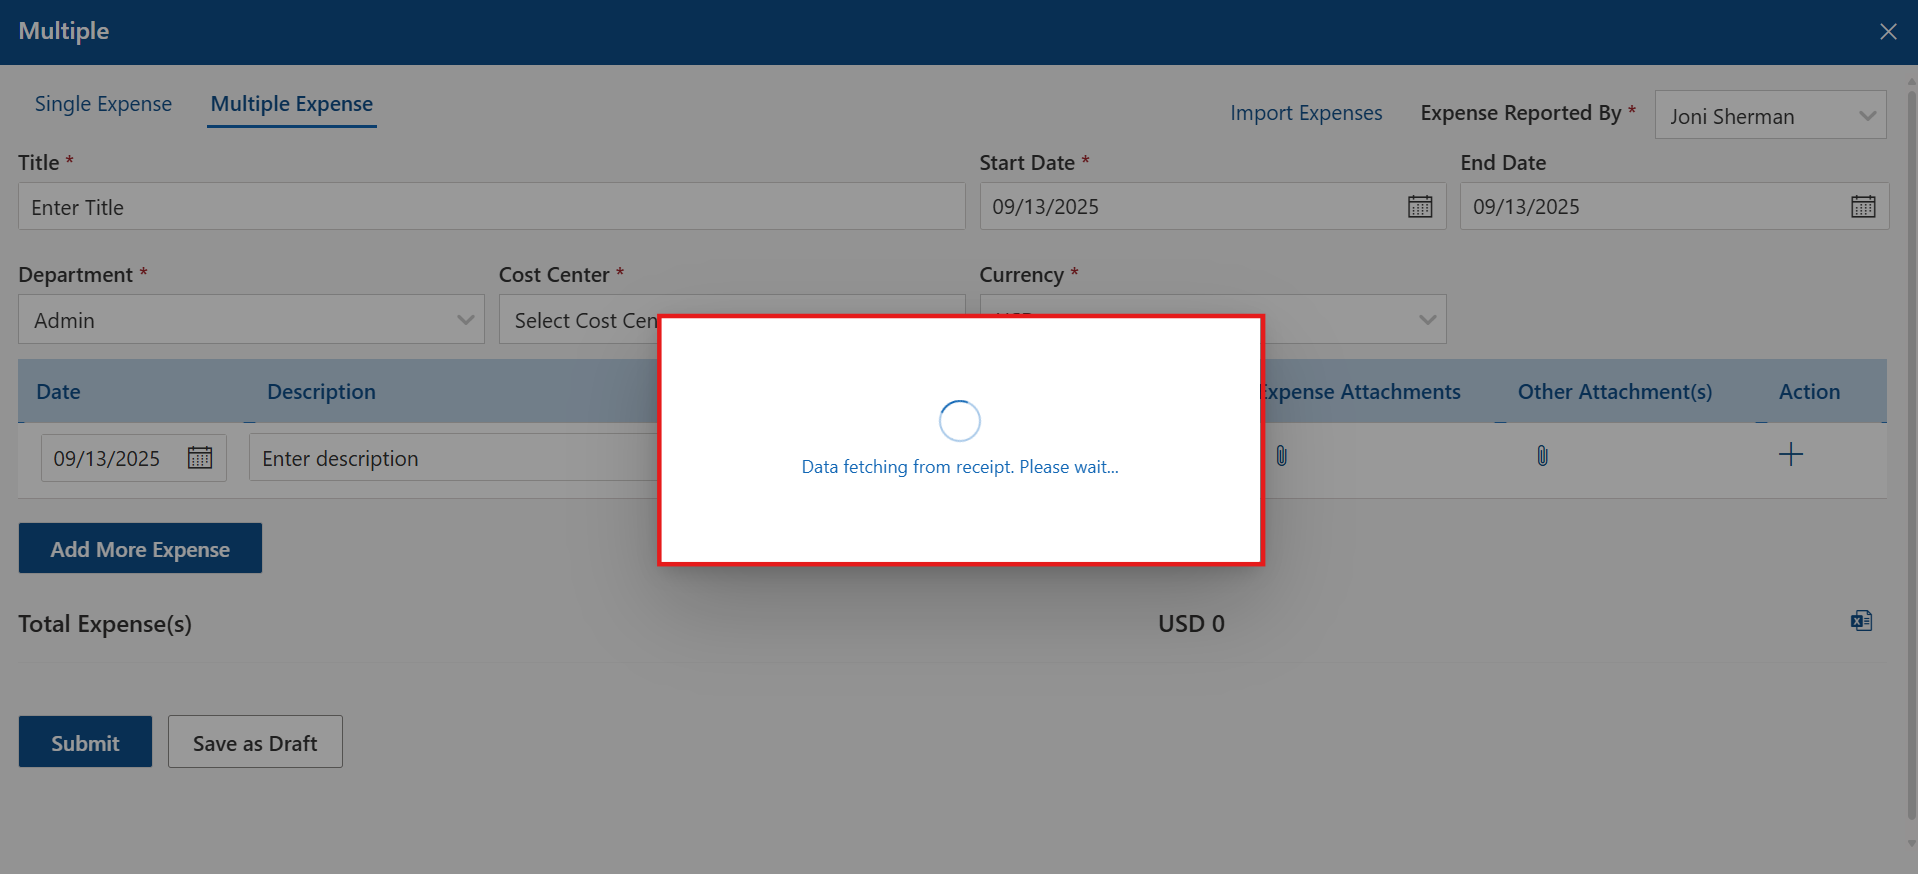 Multiple
Single Expense
Multiple Expense
Import Expenses
Expense Reported By *
Joni Sherman
Title *
Start Date *
End Date
Enter Title
09/13/2025
09/13/2025
Department *
Cost Center *
Currency *
Admin
Select Cost Cen
Date
Description
Expense Attachments
Other Attachment(s)
Action
09/13/2025
Enter description
Data fetching from receipt. Please wait...
Add More Expense
Total Expense(s)
USD 0
Submit
Save as Draft